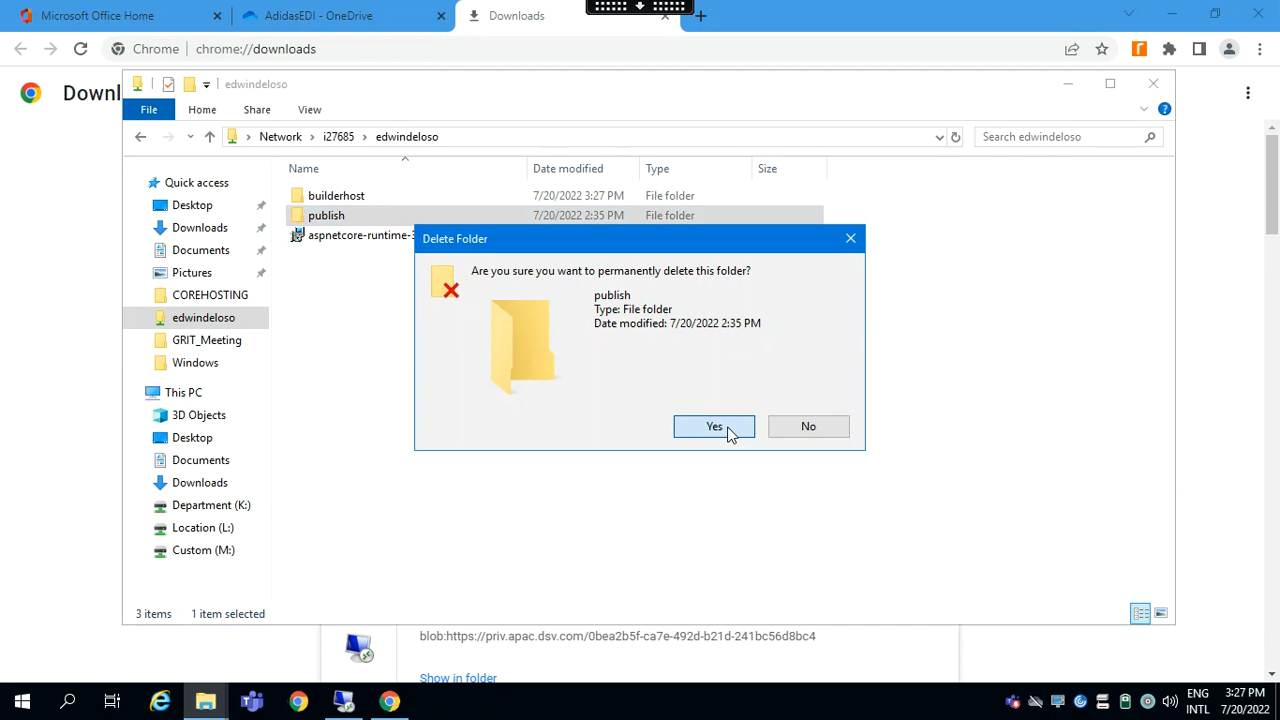 Microsoft Office Home
AdidasEDI - OneDrive
Downloads
Chrome
chrome://downloads
Downl
edwindeloso
File
Home
Share
View
Network > i27685 > edwindeloso
Search edwindeloso
Name
Date modified
Type
Size
builderhost
7/20/2022 3:27 PM
File folder
publish
7/20/2022 2:35 PM
File folder
aspnetcore-runtime-
Quick access
Desktop
Downloads
Documents
Pictures
COREHOSTING
edwindeloso
GRIT_Meeting
Windows
This PC
3D Objects
Desktop
Documents
Downloads
Department (K:)
Location (L:)
Custom (M:)
Delete Folder
Are you sure you want to permanently delete this folder?
publish
Type: File folder
Date modified: 7/20/2022 2:35 PM
Yes
No
3 items
1 item selected
blob:https://priv.apac.dsv.com/0bea2b5f-ca7e-492d-b21d-241bc56d8bc4
Show in folder
ENG
INTL
3:27 PM
7/20/2022